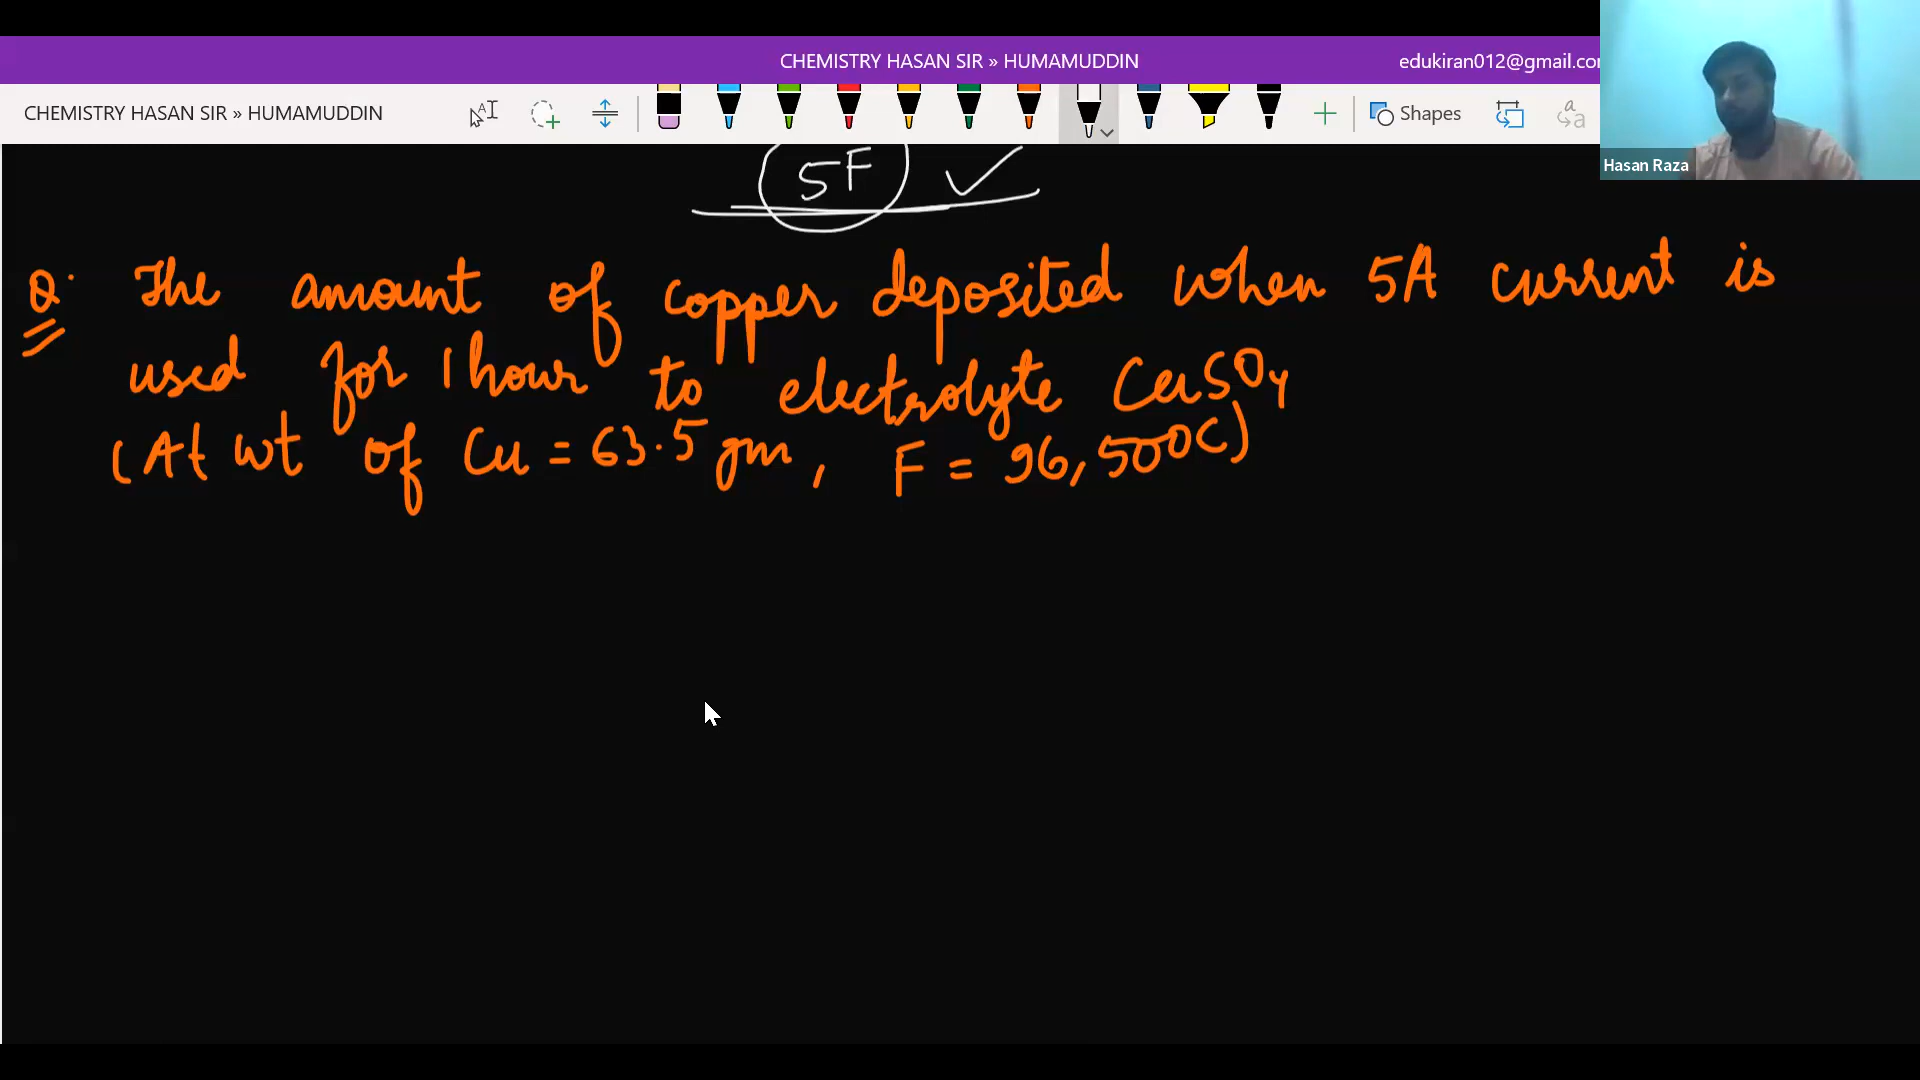 CHEMISTRY HASAN SIR » HUMAMUDDIN
edukiran012@gmail.co
CHEMISTRY HASAN SIR » HUMAMUDDIN
Shapes
Hasan Raza
5F ✓
Q. The amount of copper deposited when 5A current is
used for 1 hour to electrolyte CuSO4
(At wt of Cu = 63.5 gm, F = 96,500C)